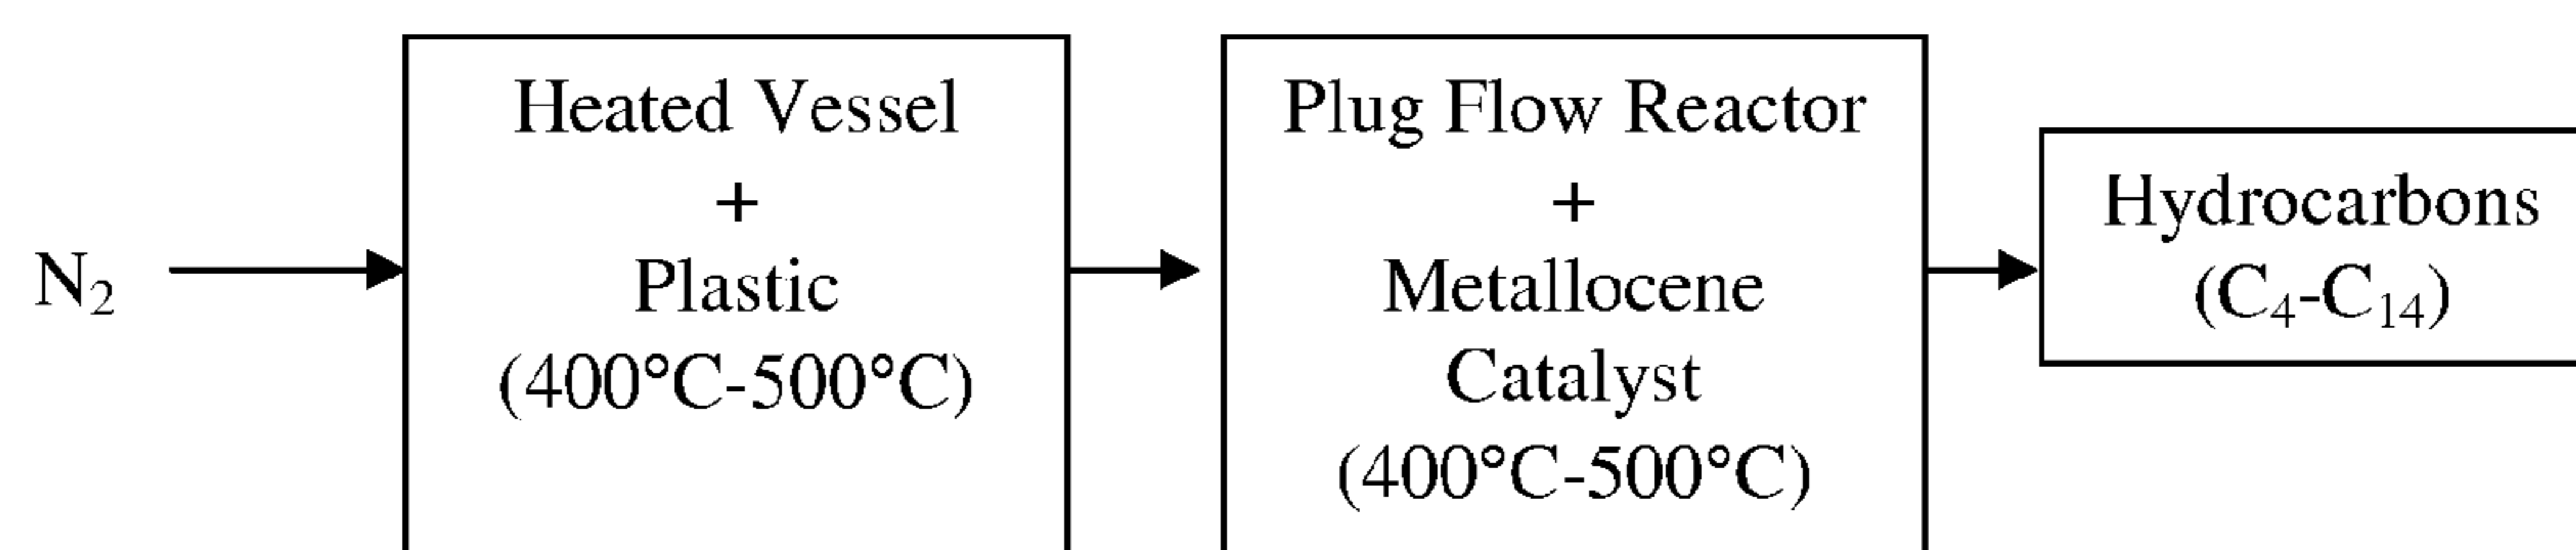 N₂
Heated Vessel
+
Plastic
(400°C-500°C)
Plug Flow Reactor
+
Metallocene
Catalyst
(400°C-500°C)
Hydrocarbons
(C₄-C₁₄)